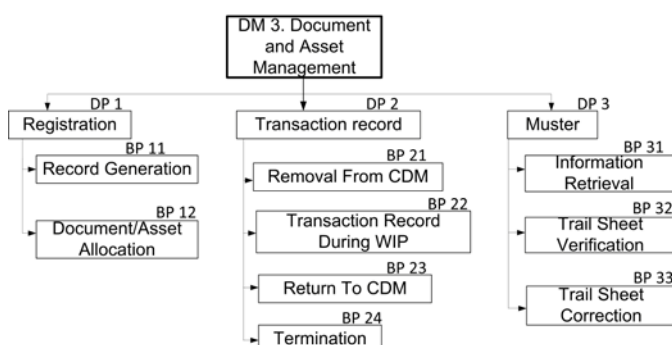 DM 3. Document
and Asset
Management
DP 1
Registration
BP 11
Record Generation
BP 12
Document/Asset
Allocation
DP 2
Transaction record
BP 21
Removal From CDM
BP 22
Transaction Record
During WIP
BP 23
Return To CDM
BP 24
Termination
DP 3
Muster
BP 31
Information
Retrieval
BP 32
Trail Sheet
Verification
BP 33
Trail Sheet
Correction